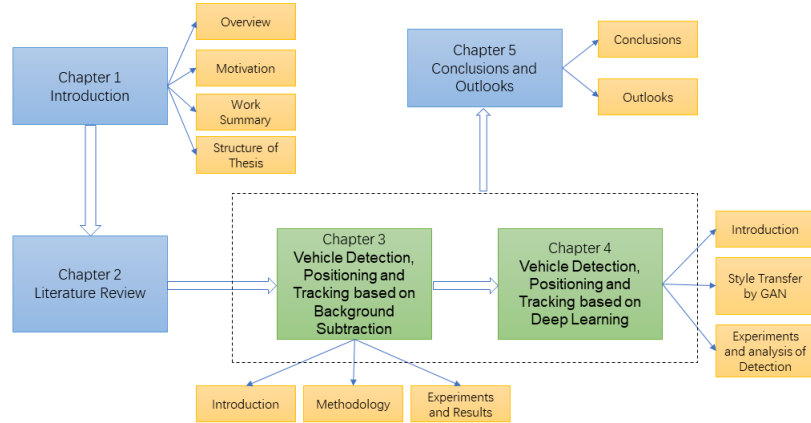 Chapter 1
Introduction
Overview
Motivation
Work
Summary
Structure of
Thesis
Chapter 5
Conclusions and
Outlooks
Conclusions
Outlooks
Chapter 2
Literature Review
Chapter 3
Vehicle Detection,
Positioning and
Tracking based on
Background
Subtraction
Chapter 4
Vehicle Detection,
Positioning and
Tracking based on
Deep Learning
Introduction
Style Transfer
by GAN
Experiments
and analysis of
Detection
Introduction
Methodology
Experiments
and Results